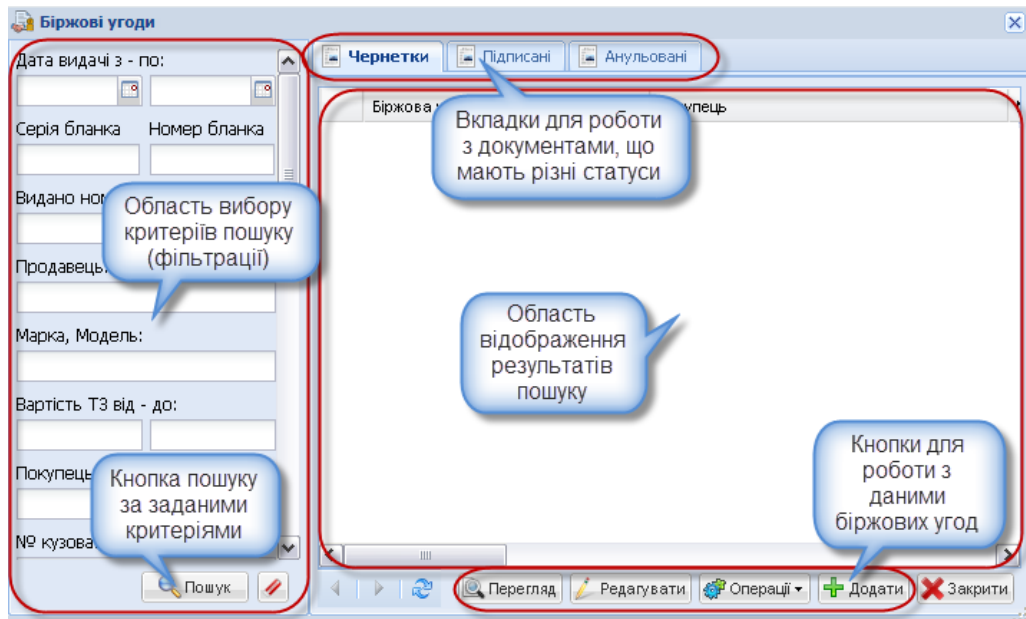 Біржові угоди
Дата видачі з - по:
Серія бланка Номер бланка
Видано
Продавець:
Марка, Модель:
Вартість ТЗ від - до:
Покупець
№ кузова
Пошук
Область вибору
критеріїв пошуку
(фільтрації)
Кнопка пошуку
за заданими
критеріями
Чернетки Підписані Анульовані
Біржова
Вкладки для роботи
з документами, що
мають різні статуси
Область
відображення
результатів
пошуку
Кнопки для
роботи з
даними
біржових угод
Перегляд Редагувати Операції Додати Закрити